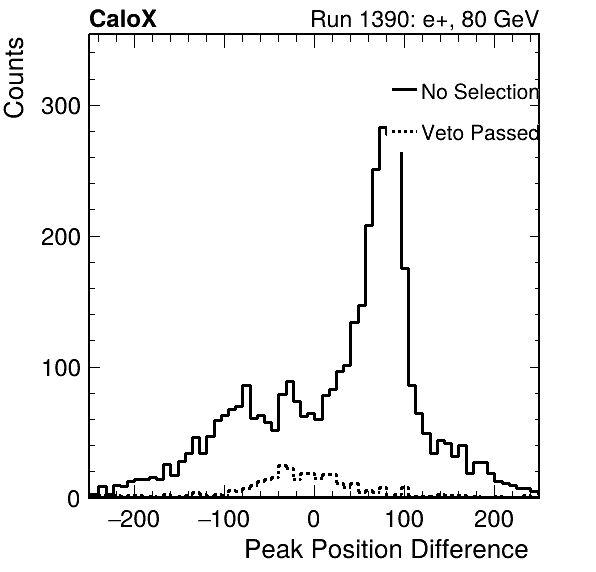 CaloX Run 1390: e+, 80 GeV
Counts
No Selection
Veto Passed
300
200
100
0
−200 −100 0 100 200
Peak Position Difference